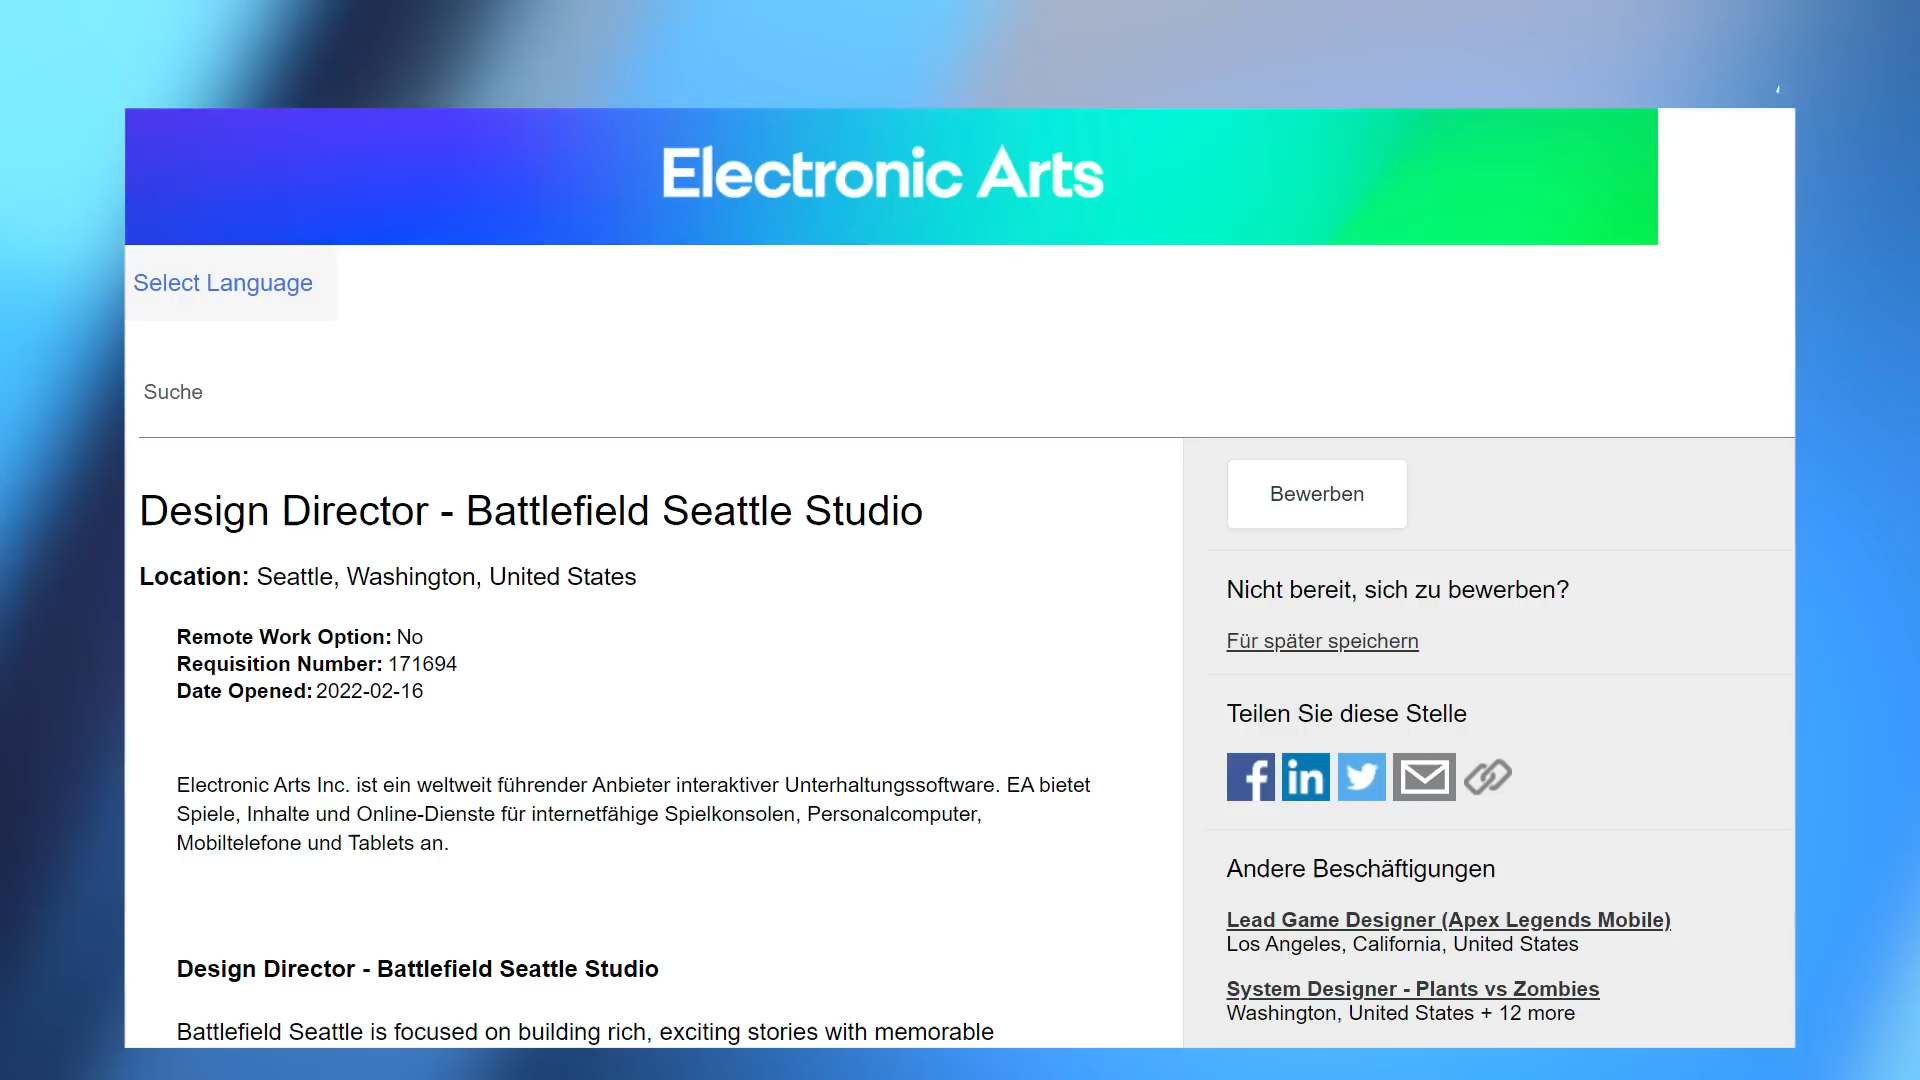 Electronic Arts
Select Language
Suche
Design Director - Battlefield Seattle Studio
Location: Seattle, Washington, United States
Remote Work Option: No
Requisition Number: 171694
Date Opened: 2022-02-16
Electronic Arts Inc. ist ein weltweit führender Anbieter interaktiver Unterhaltungssoftware. EA bietet
Spiele, Inhalte und Online-Dienste für internetfähige Spielkonsolen, Personalcomputer,
Mobiltelefone und Tablets an.
Design Director - Battlefield Seattle Studio
Battlefield Seattle is focused on building rich, exciting stories with memorable
Bewerben
Nicht bereit, sich zu bewerben?
Für später speichern
Teilen Sie diese Stelle
Andere Beschäftigungen
Lead Game Designer (Apex Legends Mobile)
Los Angeles, California, United States
System Designer - Plants vs Zombies
Washington, United States + 12 more